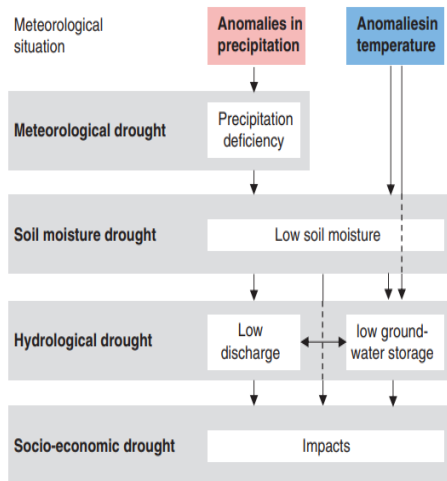 Meteorological
situation
Anomalies in
precipitation
Anomaliesin
temperature
Meteorological drought
Precipitation
deficiency
Soil moisture drought
Low soil moisture
Hydrological drought
Low
discharge
low ground-
water storage
Socio-economic drought
Impacts